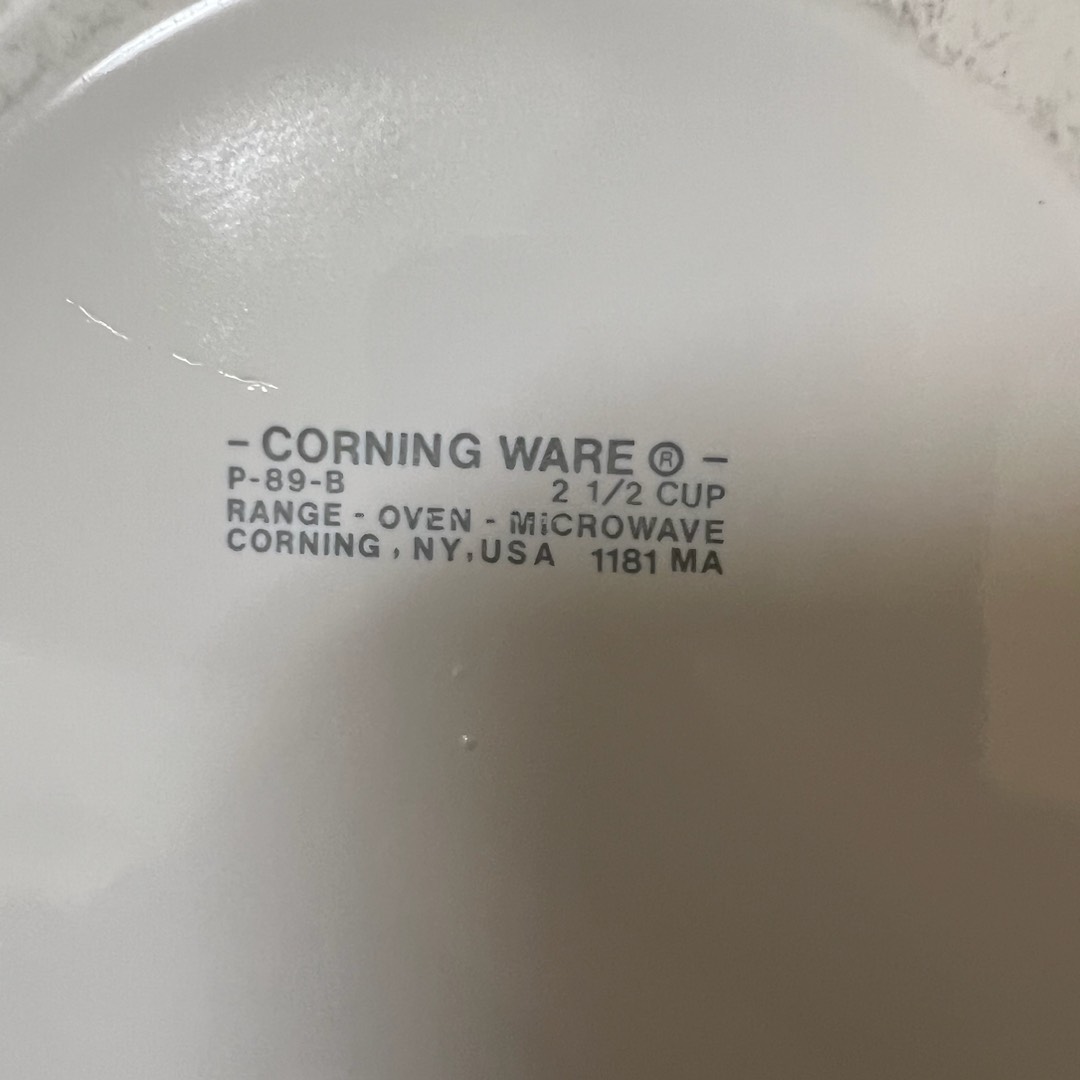 - CORNING WARE ® -
P-89-B 2 1/2 CUP
RANGE - OVEN - MiCROWAVE
CORNING , NY, USA 1181 MA